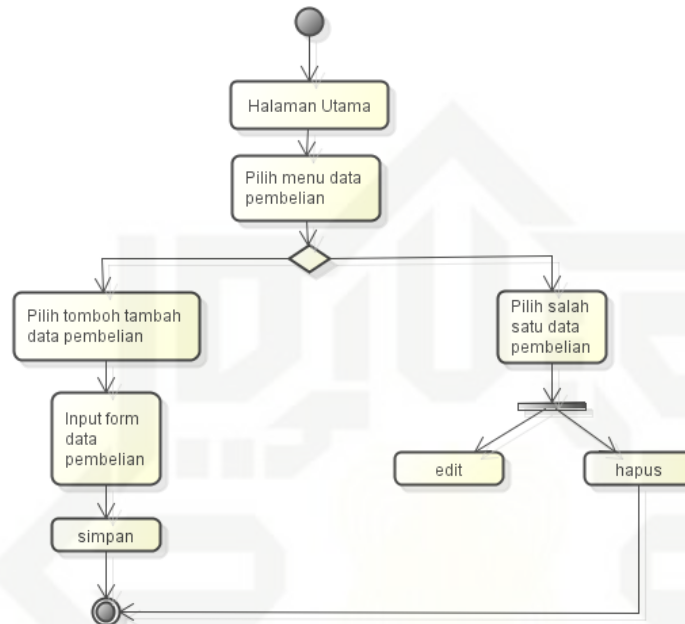 Halaman Utama
Pilih menu data
pembelian
Pilih tomboh tambah
data pembelian
Pilih salah
satu data
pembelian
Input form
data
pembelian
edit
hapus
simpan